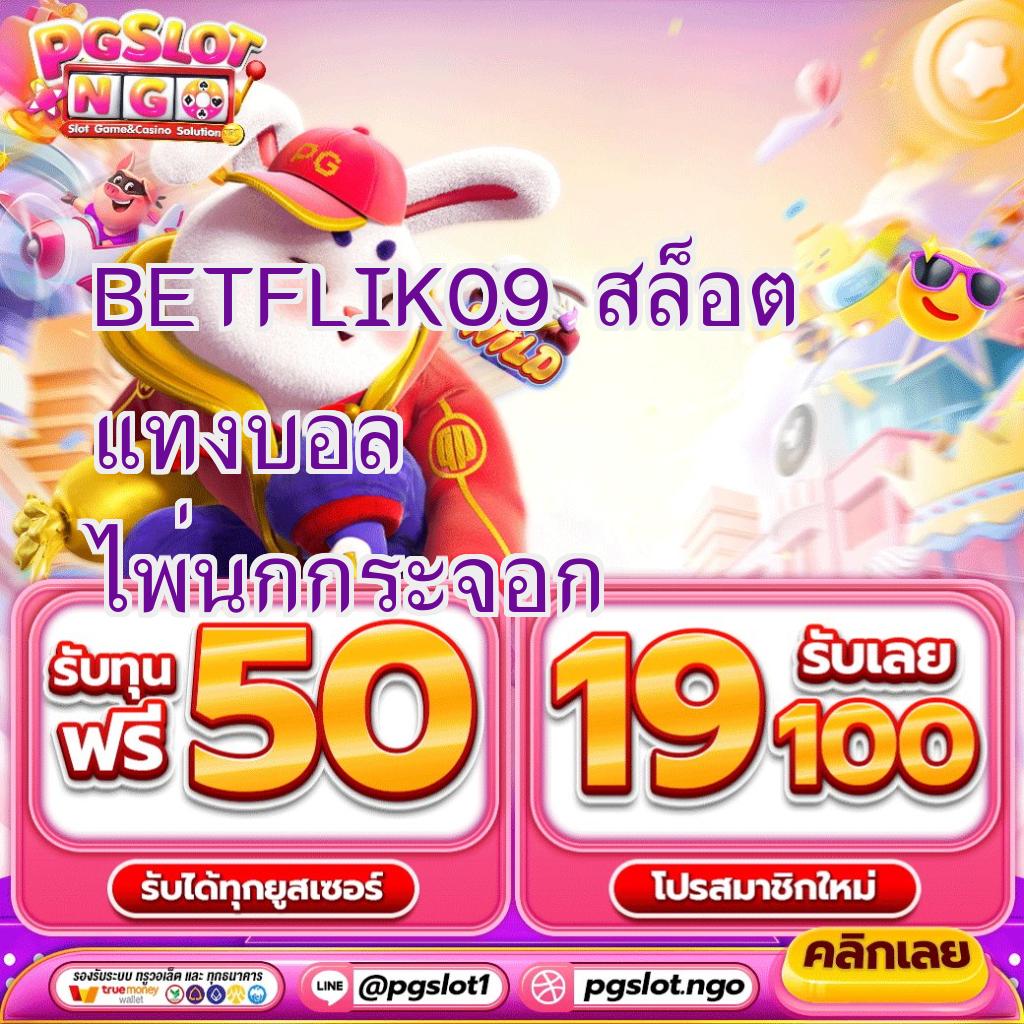 PGSLOT
NGO
Slot Game&Casino Solution
PG
BETFLIK09 สล็อต
WILD
แทงบอล
ไพ่นกกระจอก
รับทุน
ฟรี
50
19
รับเลย
100
รับได้ทุกยูสเซอร์
โปรสมาชิกใหม่
คลิกเลย
รองรับระบบ ทรูวอเล็ต และ ทุกธนาคาร
truemoney
wallet
LINE
@pgslot1
pgslot.ngo